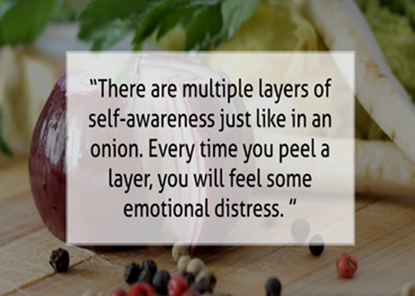 “There are multiple layers of
self-awareness just like in an
onion. Every time you peel a
layer, you will feel some
emotional distress. ”